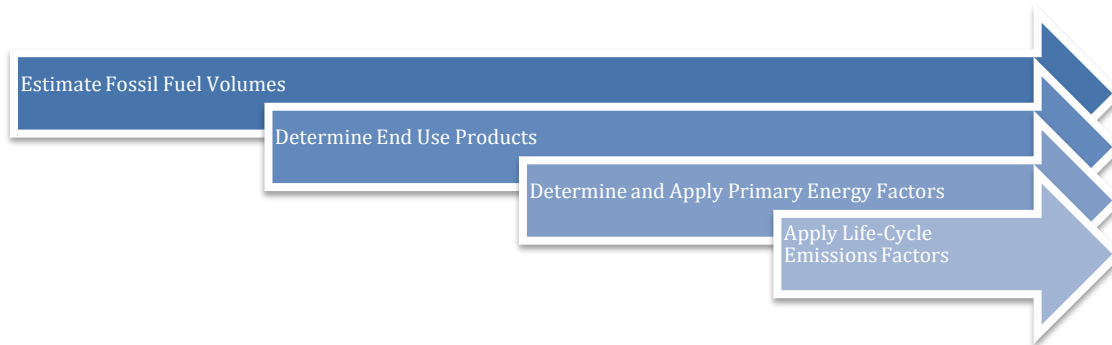 Estimate Fossil Fuel Volumes
Determine End Use Products
Determine and Apply Primary Energy Factors
Apply Life-Cycle
Emissions Factors